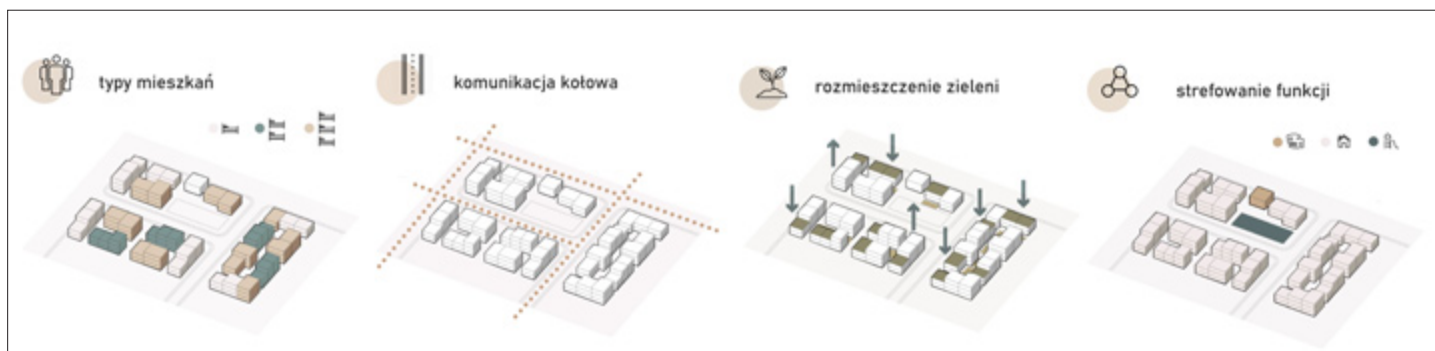 typy mieszkań
komunikacja kołowa
rozmieszczenie zieleni
strefowanie funkcji